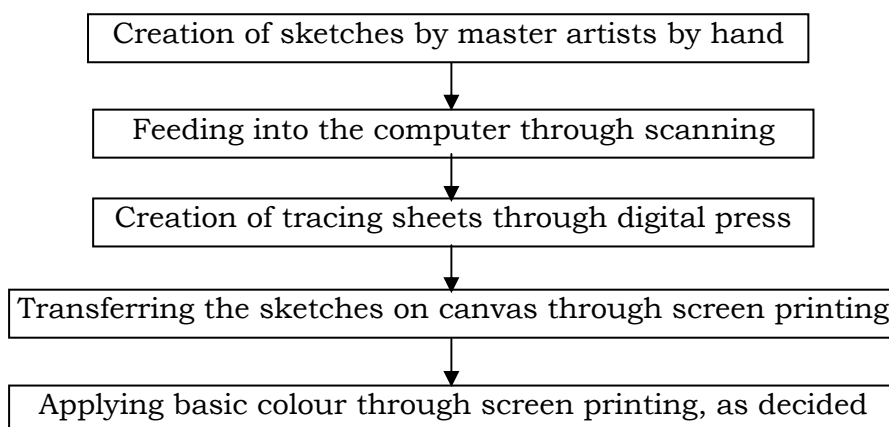 Creation of sketches by master artists by hand
Feeding into the computer through scanning
Creation of tracing sheets through digital press
Transferring the sketches on canvas through screen printing
Applying basic colour through screen printing, as decided